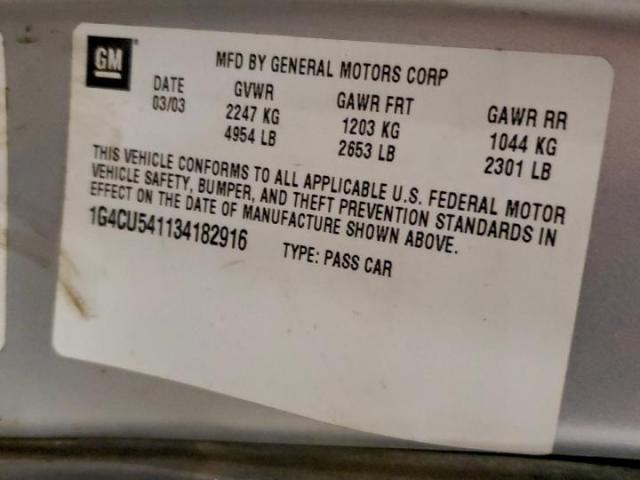 GM
MFD BY GENERAL MOTORS CORP
DATE GVWR GAWR FRT GAWR RR
03/03 2247 KG 1203 KG 1044 KG
4954 LB 2653 LB 2301 LB
THIS VEHICLE CONFORMS TO ALL APPLICABLE U.S. FEDERAL MOTOR
VEHICLE SAFETY, BUMPER, AND THEFT PREVENTION STANDARDS IN
EFFECT ON THE DATE OF MANUFACTURE SHOWN ABOVE.
1G4CU541134182916 TYPE: PASS CAR